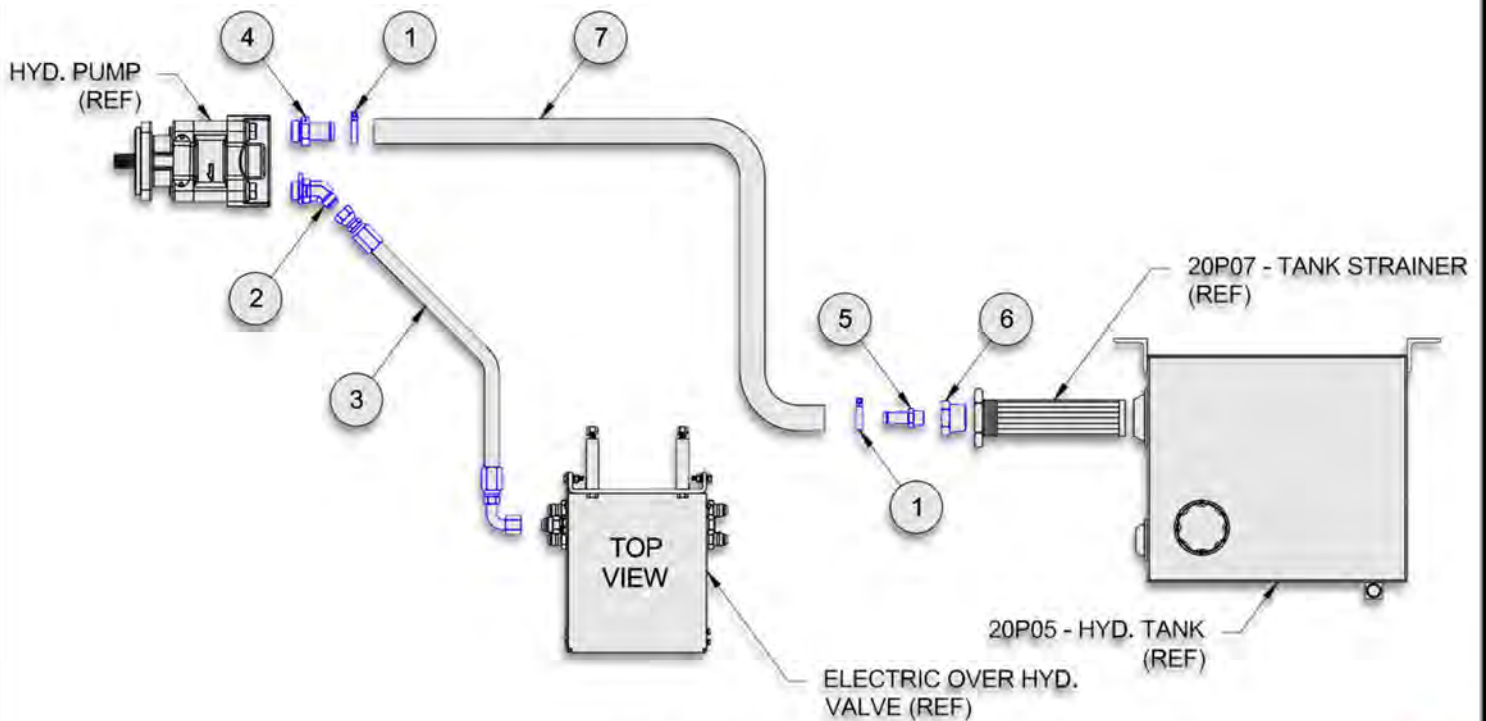 4
1
7
HYD. PUMP
(REF)
2
3
20P07 - TANK STRAINER
(REF)
5
6
1
TOP
VIEW
20P05 - HYD. TANK
(REF)
ELECTRIC OVER HYD.
VALVE (REF)